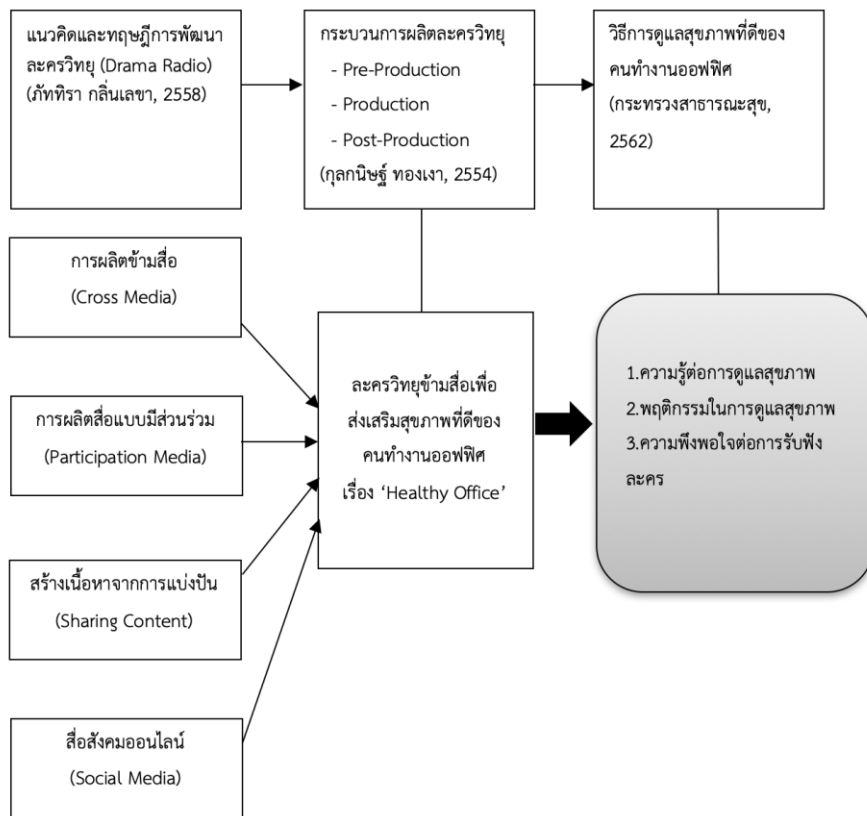 แนวคิดและทฤษฎีการพัฒนา
ละครวิทยุ (Drama Radio)
(ภัททิรา กลิ่นเลขา, 2558)
กระบวนการผลิตละครวิทยุ
- Pre-Production
- Production
- Post-Production
(กุลกนิษฐ์ ทองเงา, 2554)
วิธีการดูแลสุขภาพที่ดีของ
คนทำงานออฟฟิศ
(กระทรวงสาธารณะสุข,
2562)
การผลิตข้ามสื่อ
(Cross Media)
การผลิตสื่อแบบมีส่วนร่วม
(Participation Media)
สร้างเนื้อหาจากการแบ่งปัน
(Sharing Content)
สื่อสังคมออนไลน์
(Social Media)
ละครวิทยุข้ามสื่อเพื่อ
ส่งเสริมสุขภาพที่ดีของ
คนทำงานออฟฟิศ
เรื่อง ‘Healthy Office’
1.ความรู้ต่อการดูแลสุขภาพ
2.พฤติกรรมในการดูแลสุขภาพ
3.ความพึงพอใจต่อการรับฟัง
ละคร